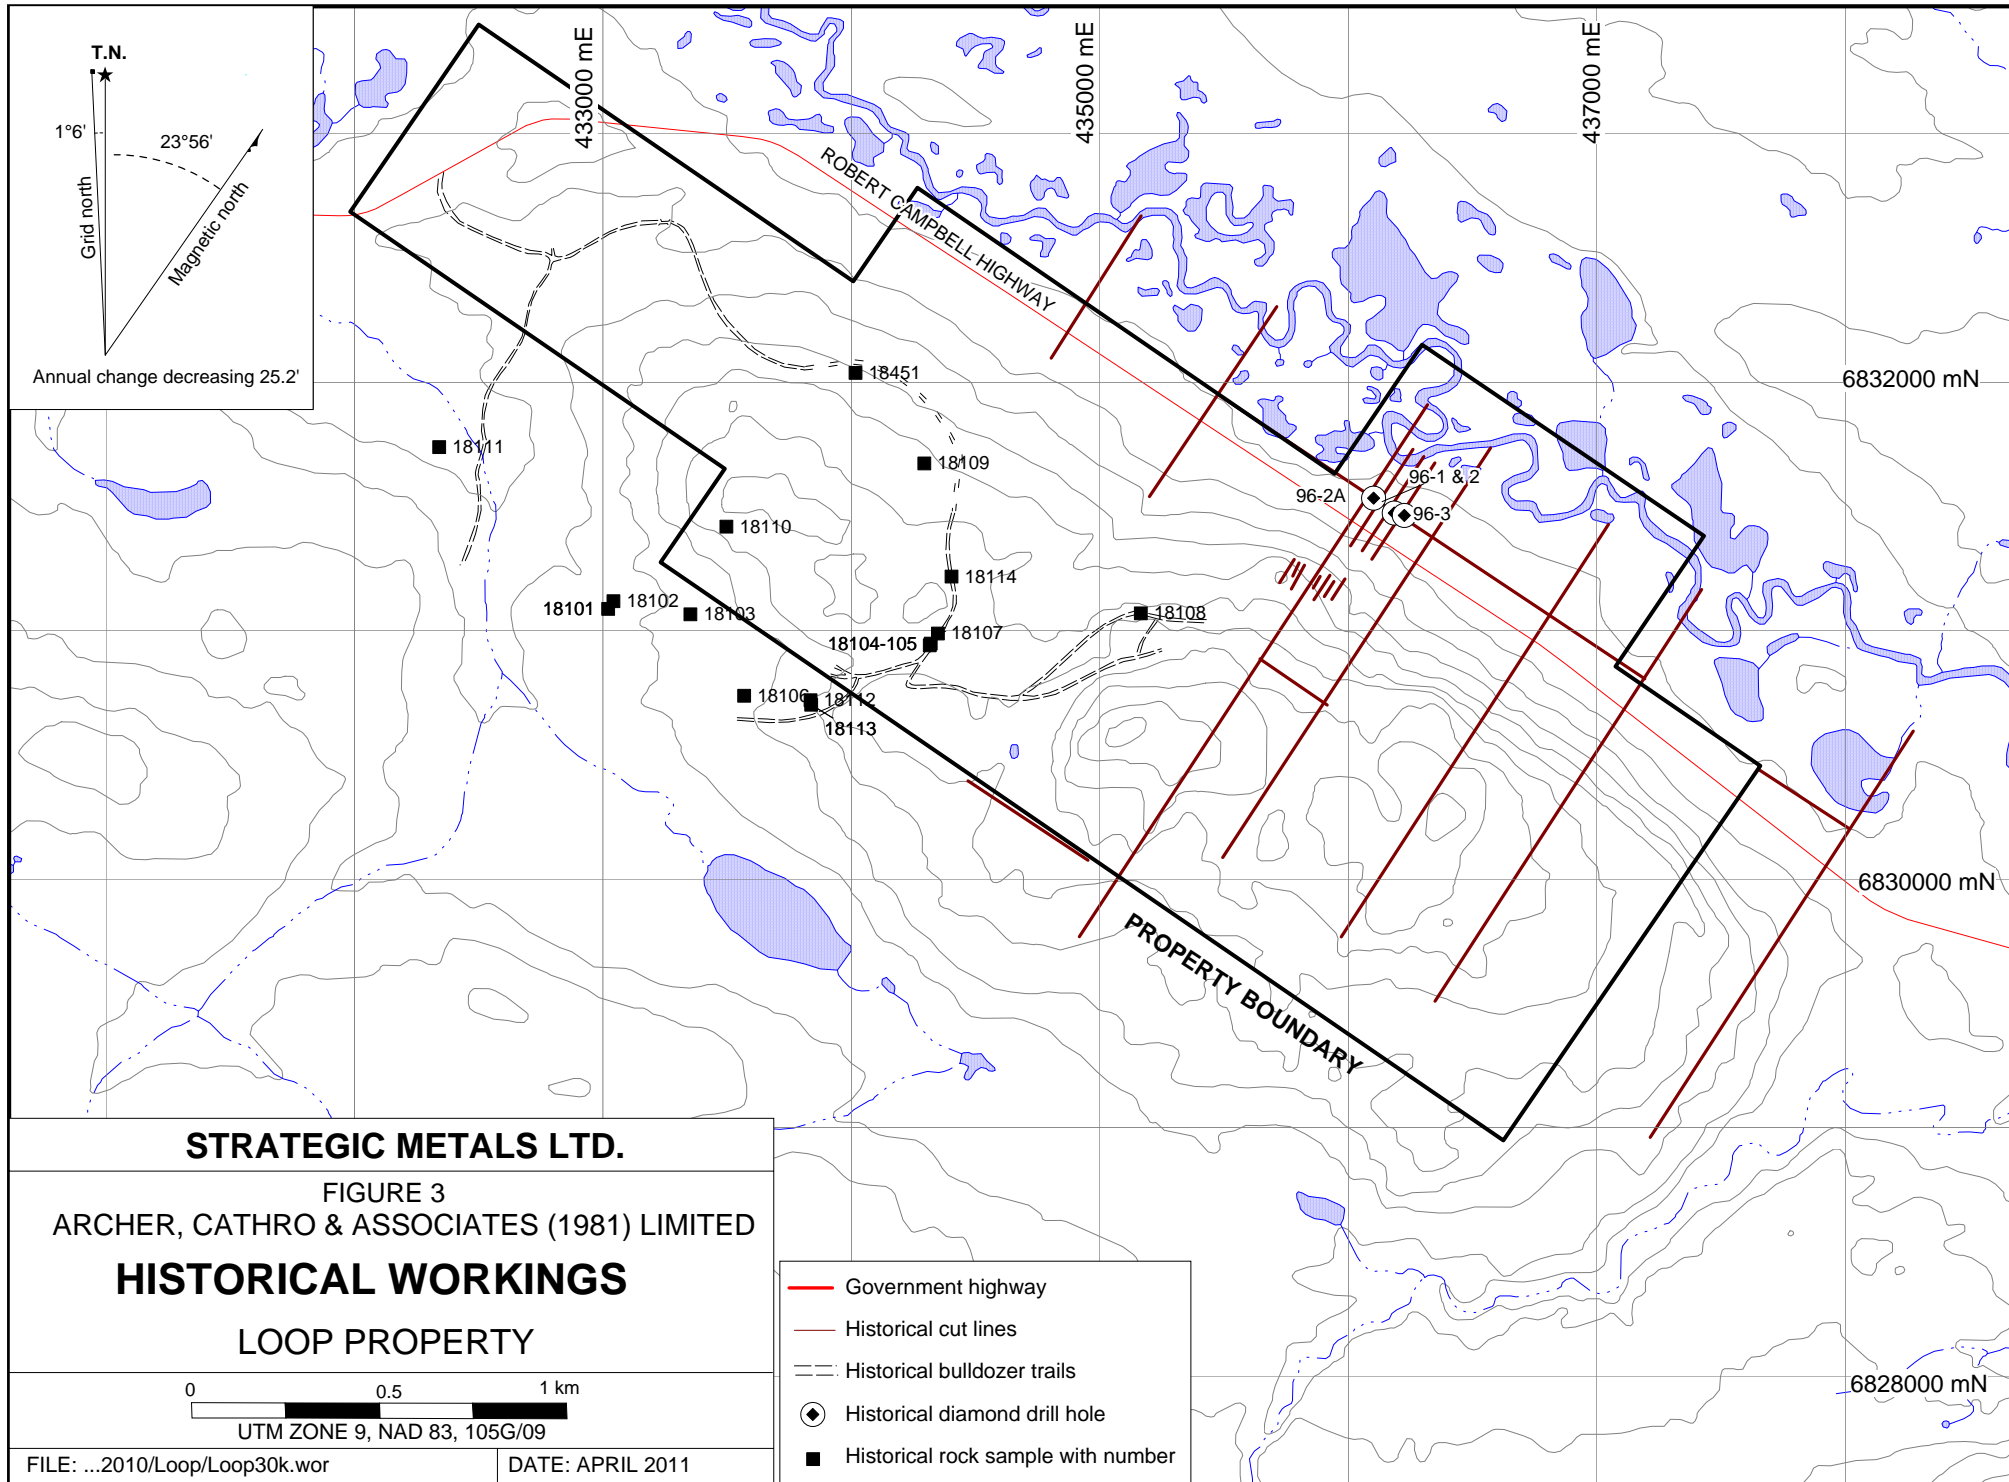 T.N.
1°6'
23°56'
Grid north
Magnetic north
Annual change decreasing 25.2'
433000 mE
435000 mE
437000 mE
ROBERT CAMPBELL HIGHWAY
6832000 mN
18451
18111
18109
96-1 & 2
96-2A
96-3
18110
18114
18102
18101
18103
18108
18107
18104-105
18106
18112
18113
6830000 mN
PROPERTY BOUNDARY
6828000 mN
STRATEGIC METALS LTD.
FIGURE 3
ARCHER, CATHRO & ASSOCIATES (1981) LIMITED
HISTORICAL WORKINGS
LOOP PROPERTY
0 0.5 1 km
UTM ZONE 9, NAD 83, 105G/09
FILE: ...2010/Loop/Loop30k.wor
DATE: APRIL 2011
Government highway
Historical cut lines
Historical bulldozer trails
Historical diamond drill hole
Historical rock sample with number